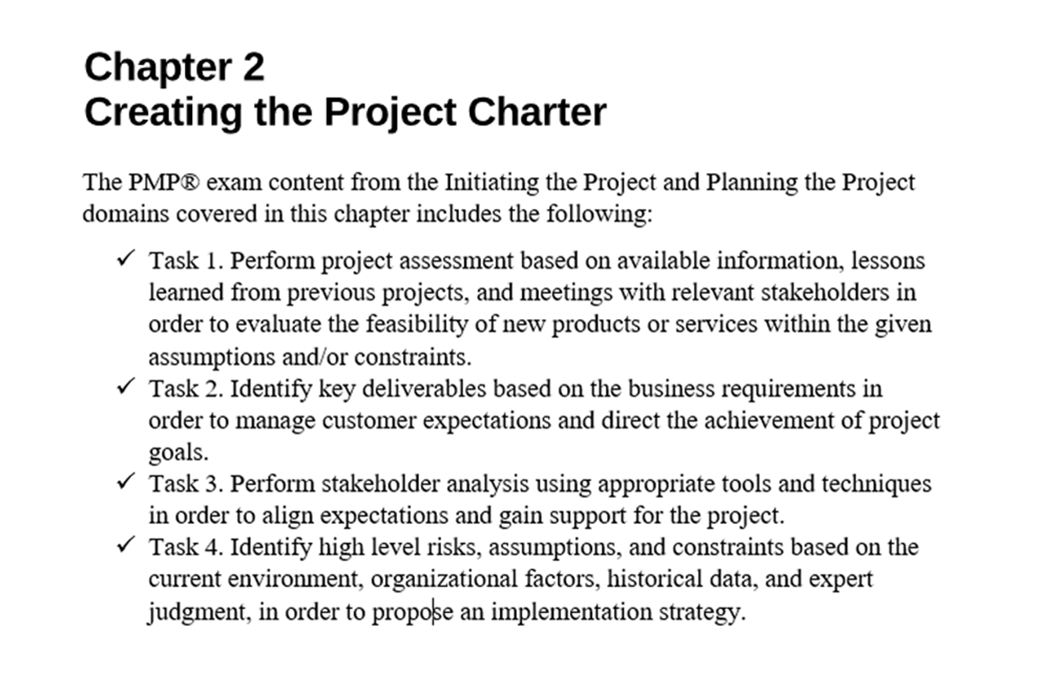 Chapter 2
Creating the Project Charter
The PMP® exam content from the Initiating the Project and Planning the Project
domains covered in this chapter includes the following:
✓ Task 1. Perform project assessment based on available information, lessons
learned from previous projects, and meetings with relevant stakeholders in
order to evaluate the feasibility of new products or services within the given
assumptions and/or constraints.
✓ Task 2. Identify key deliverables based on the business requirements in
order to manage customer expectations and direct the achievement of project
goals.
✓ Task 3. Perform stakeholder analysis using appropriate tools and techniques
in order to align expectations and gain support for the project.
✓ Task 4. Identify high level risks, assumptions, and constraints based on the
current environment, organizational factors, historical data, and expert
judgment, in order to propose an implementation strategy.